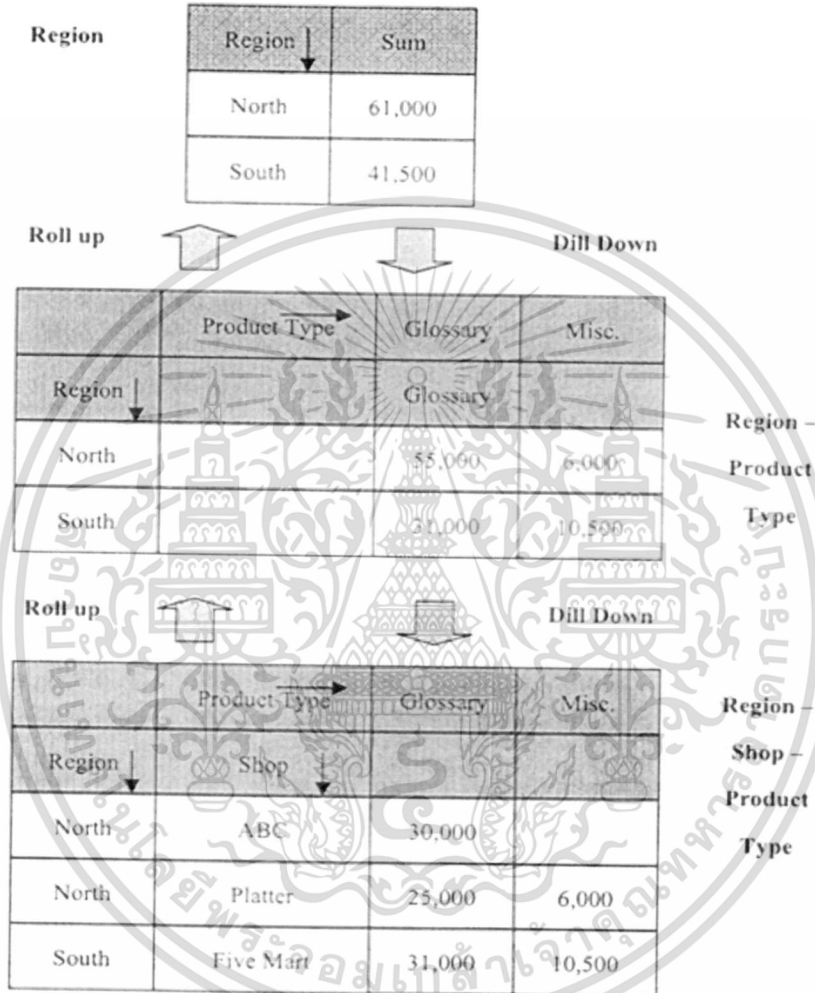 Region
Region Sum
North 61,000
South 41,500
Roll up Dill Down
Product Type Glossary Misc.
Region Glossary
North 55,000 6,000
South 31,000 10,500
Region –
Product
Type
Roll up Dill Down
Product Type Glossary Misc.
Region Shop
North ABC 30,000
North Platter 25,000 6,000
South Five Mart 31,000 10,500
Region –
Shop –
Product
Type